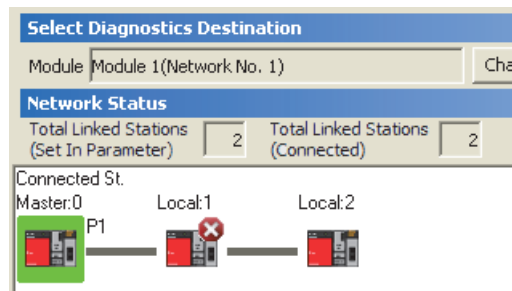 Select Diagnostics Destination
Module Module 1(Network No. 1) Cha
Network Status
Total Linked Stations (Set In Parameter) 2 Total Linked Stations (Connected) 2
Connected St.
Master:0 Local:1 Local:2
P1